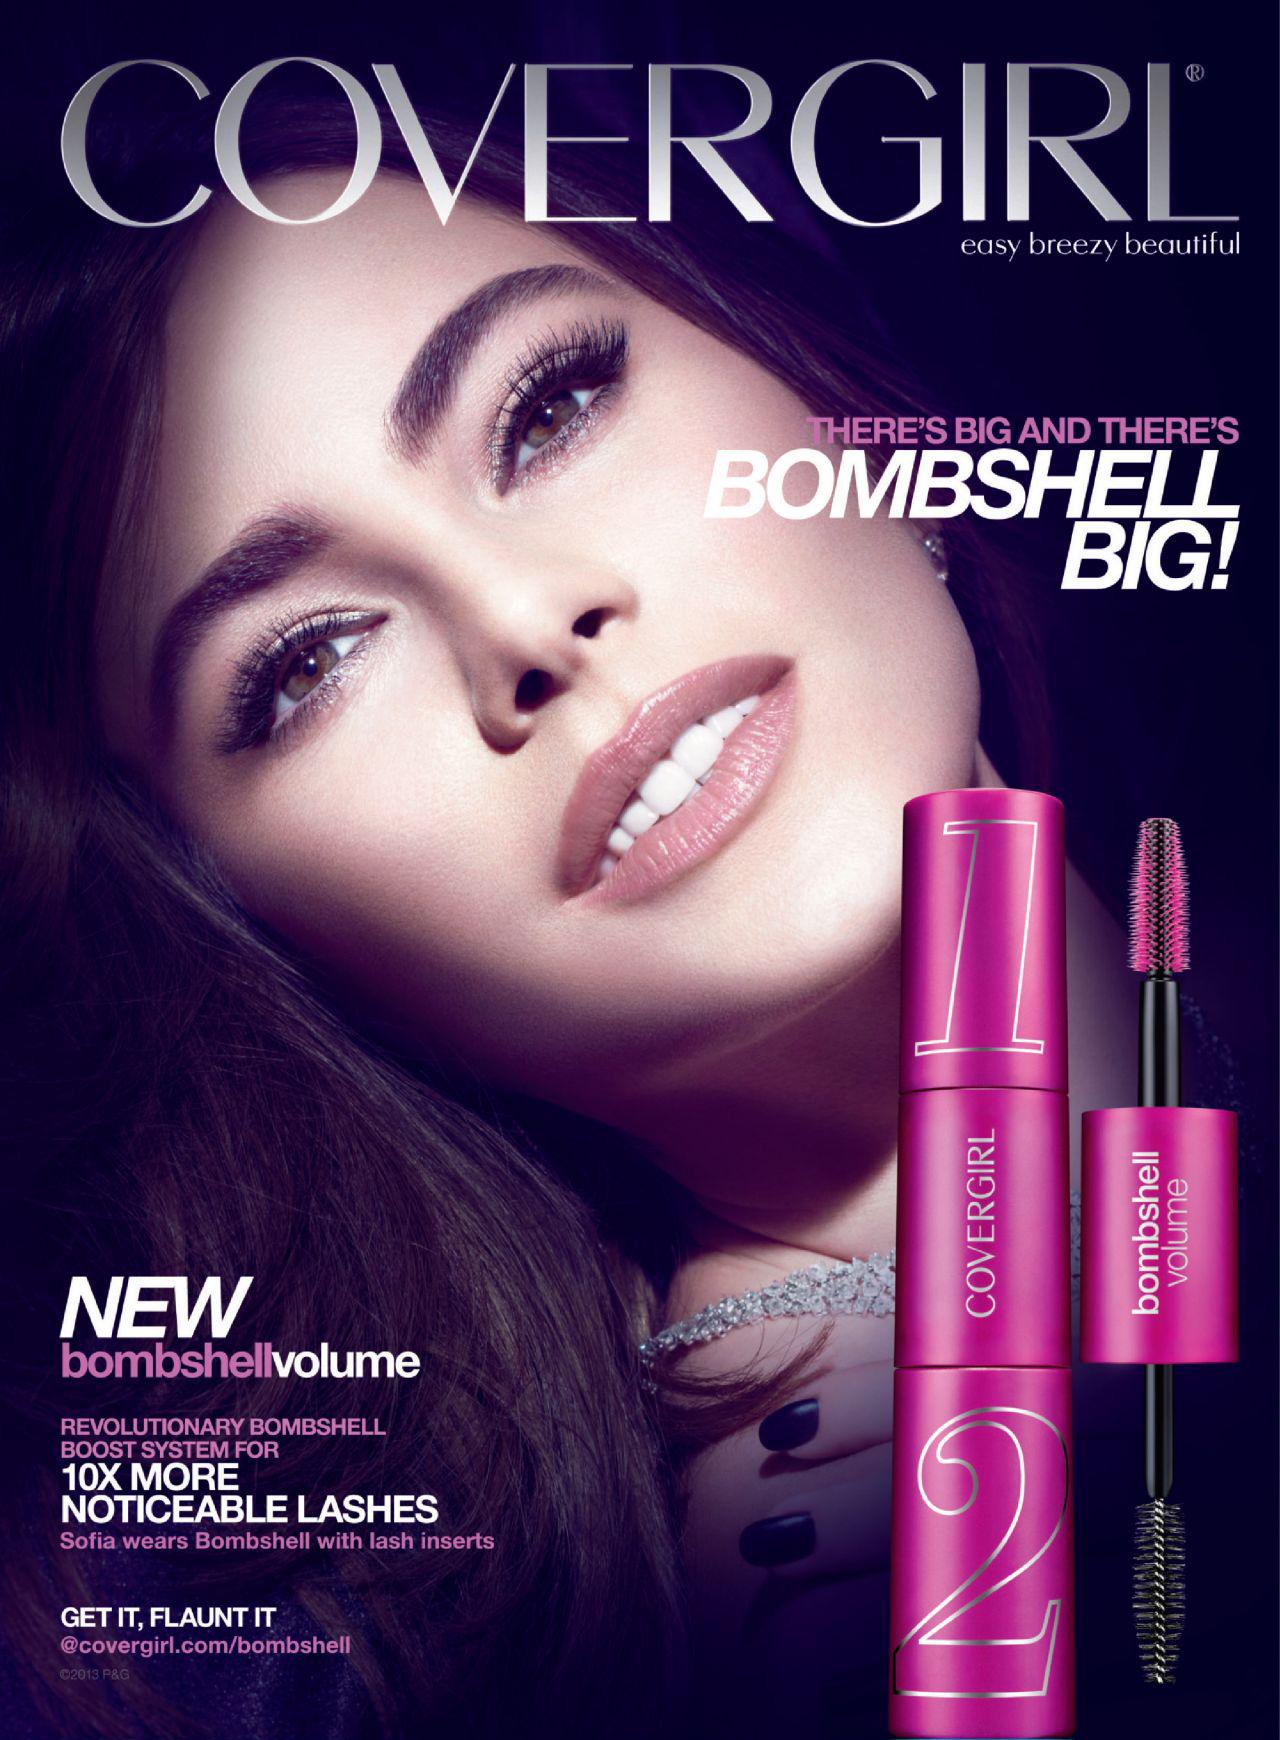 COVERGIRL®
easy breezy beautiful
THERE'S BIG AND THERE'S
BOMBSHELL
BIG!
1
COVERGIRL
2
bombshell
volume
NEW
bombshellvolume
REVOLUTIONARY BOMBSHELL
BOOST SYSTEM FOR
10X MORE
NOTICEABLE LASHES
Sofia wears Bombshell with lash inserts
GET IT, FLAUNT IT
@covergirl.com/bombshell
©2013 P&G